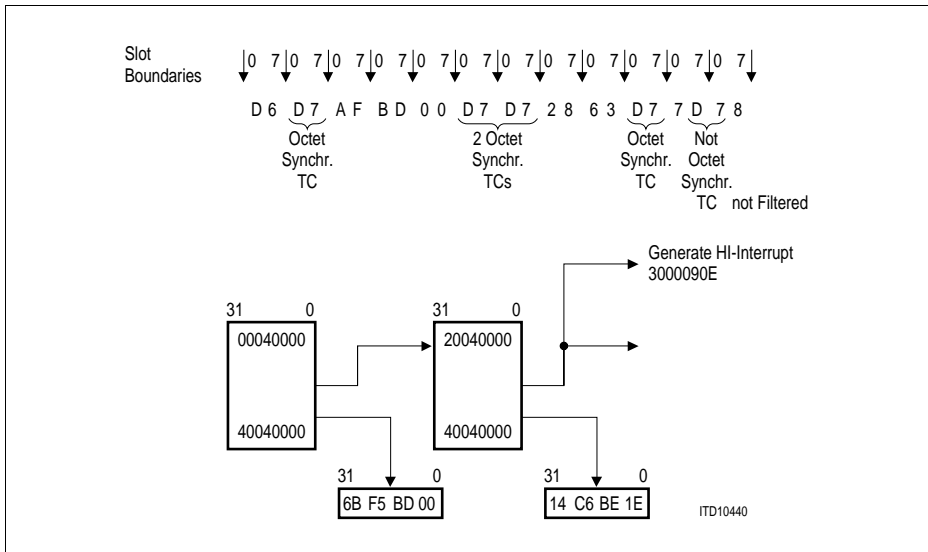 Slot
Boundaries
0 7 0 7 0 7 0 7 0 7 0 7 0 7 0 7 0 7 0 7 0 7 0 7
D 6 D 7 A F B D 0 0 D 7 D 7 2 8 6 3 D 7 7 D 7 8
Octet
Synchr.
TC
2 Octet
Synchr.
TCs
Octet
Synchr.
TC
Not
Octet
Synchr.
TC not Filtered
Generate HI-Interrupt
3000090E
31 0
31 0
00040000
20040000
40040000
40040000
31 0
31 0
6B F5 BD 00
14 C6 BE 1E
ITD10440